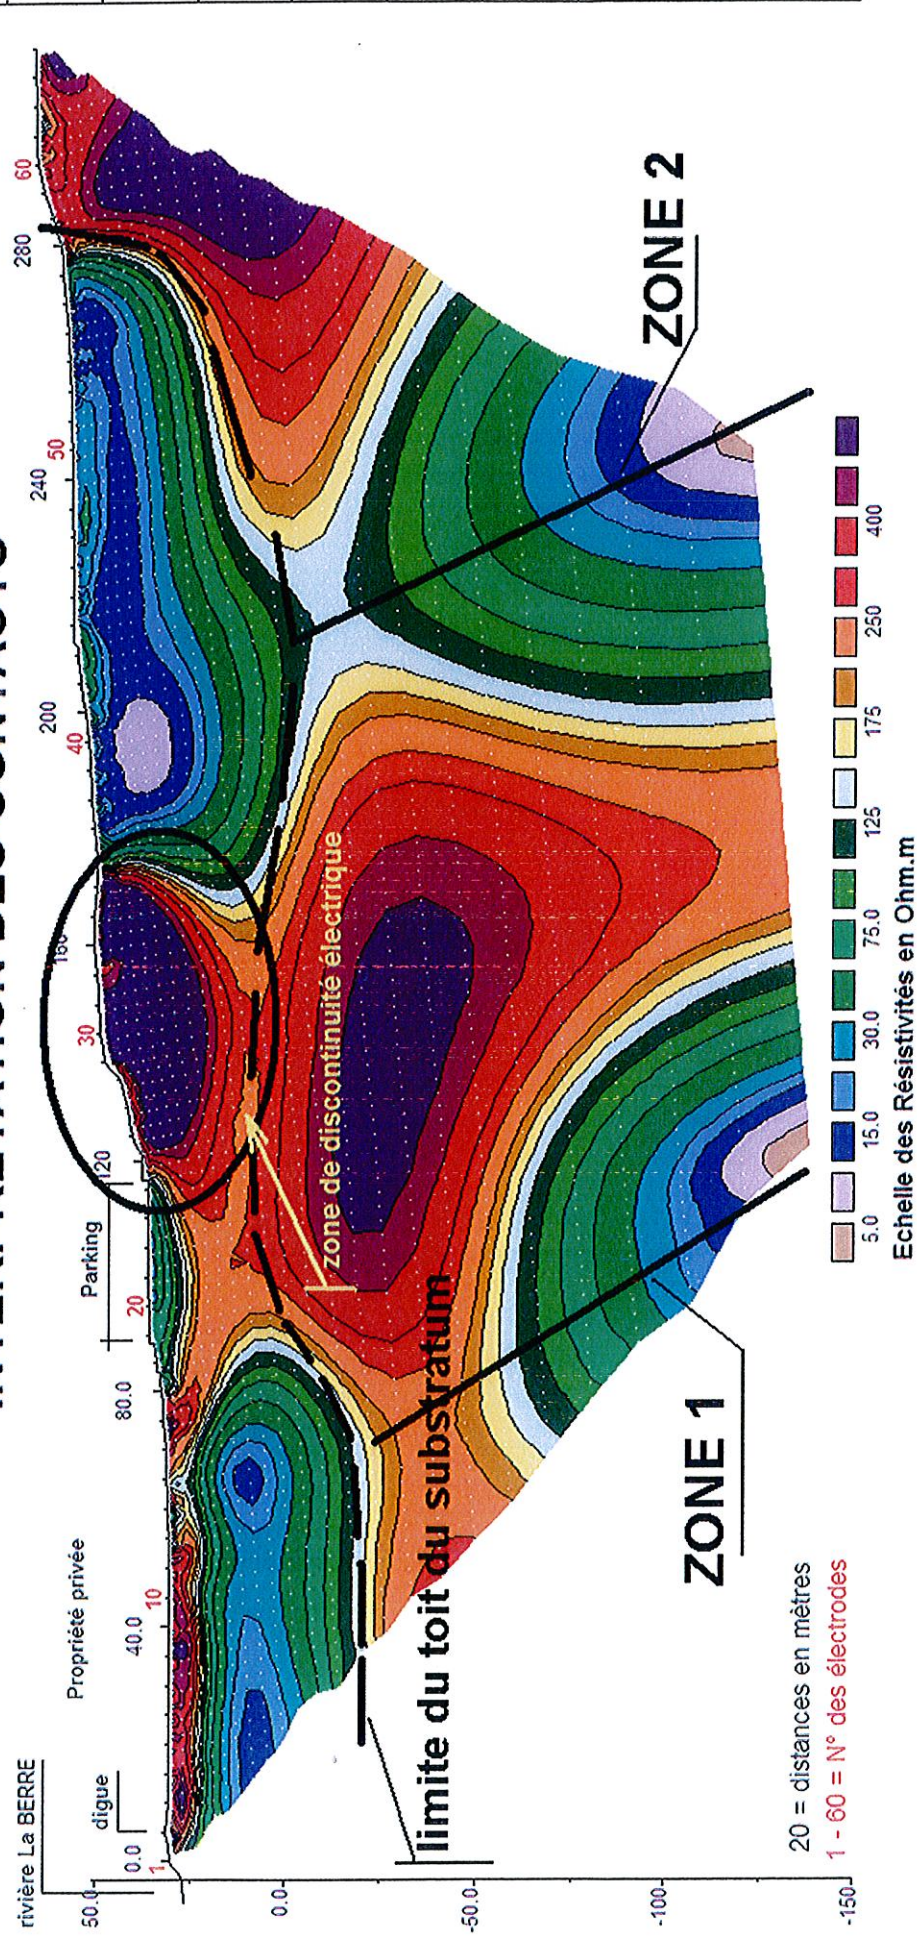 rivière La BERRE
digue
Propriété privée
Parking
0.0 40.0 80.0 120 160 200 240 280
1 10 20 30 40 50 60
50.0
0.0
-50.0
-100
-150
zone de discontinuité électrique
limite du toit du substratum
ZONE 1
ZONE 2
20 = distances en mètres
1 - 60 = N° des électrodes
5.0 15.0 30.0 75.0 125 175 250 400
Echelle des Résistivités en Ohm.m